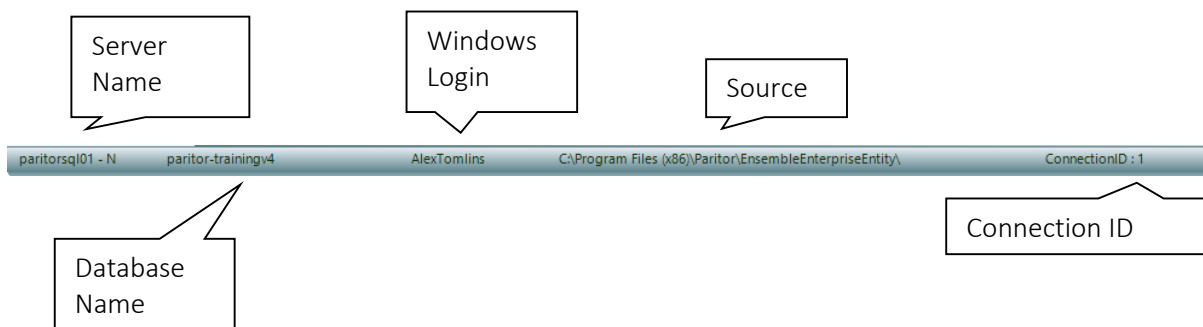 Server
Name
Windows
Login
Source
paritorsql01 - N paritor-trainingv4 AlexTomlins C:\Program Files (x86)\Paritor\EnsembleEnterpriseEntity\ ConnectionID : 1
Connection ID
Database
Name